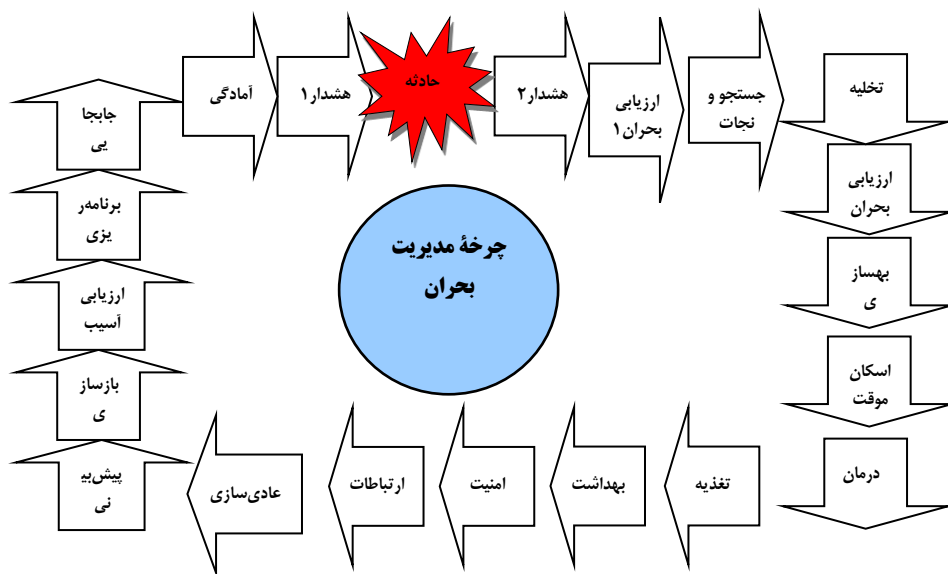 آمادگی
هشدار۱
حادثه
هشدار۲
ارزیابی
بحران۱
جستجو و
نجات
تخلیه
ارزیابی
بحران
بهساز
ی
اسکان
موقت
درمان
تغذیه
بهداشت
امنیت
ارتباطات
عادی‌سازی
پیش‌بی
نی
بازساز
ی
ارزیابی
آسیب
برنامه‌ر
یزی
جابجا
یی
چرخۀ مدیریت
بحران